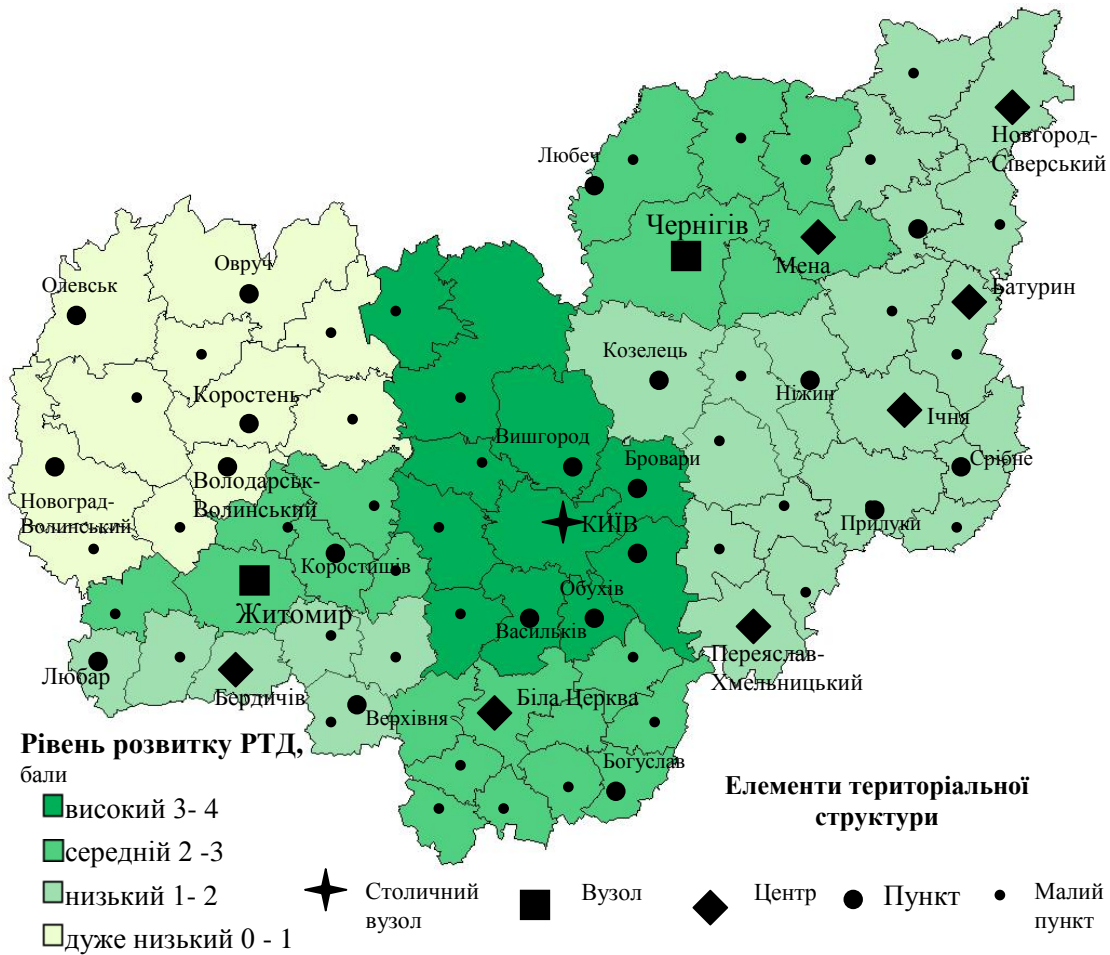 Новгород-
Сіверський
Любеч
Чернігів
Мена
Овруч
Олевськ
Батурин
Козелець
Ніжин
Коростень
Ічня
Вишгород
Бровари
Срібне
Володарськ-
Волинський
Новоград-
Волинський
КИЇВ
Прилуки
Коростишів
Обухів
Житомир
Васильків
Переяслав-
Хмельницький
Любар
Бердичів
Біла Церква
Верхівня
Богуслав
Рівень розвитку РТД,
бали
високий 3- 4
середній 2 -3
низький 1- 2
дуже низький 0 - 1
Елементи територіальної
структури
Столичний
вузол
Вузол
Центр
Пункт
Малий
пункт